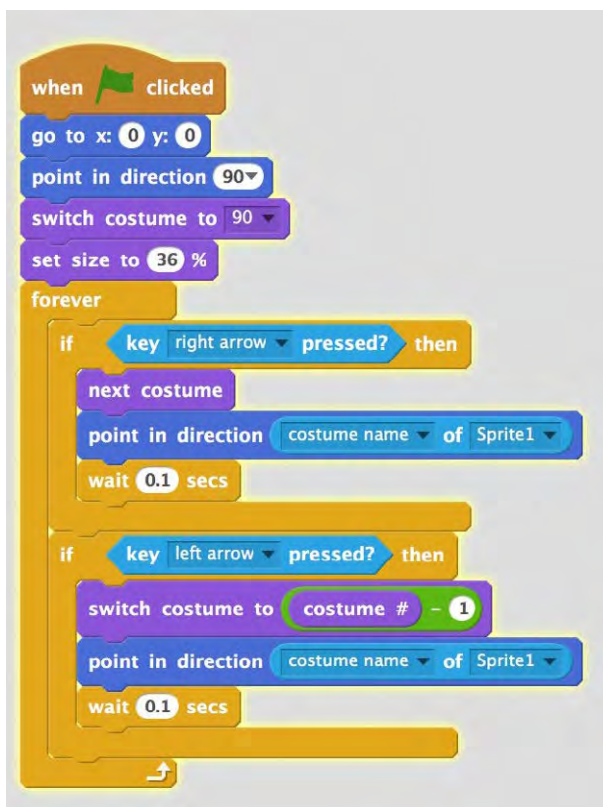 when clicked
go to x: 0 y: 0
point in direction 90
switch costume to 90
set size to 36 %
forever
if key right arrow pressed? then
next costume
point in direction costume name of Sprite1
wait 0.1 secs
if key left arrow pressed? then
switch costume to costume # - 1
point in direction costume name of Sprite1
wait 0.1 secs